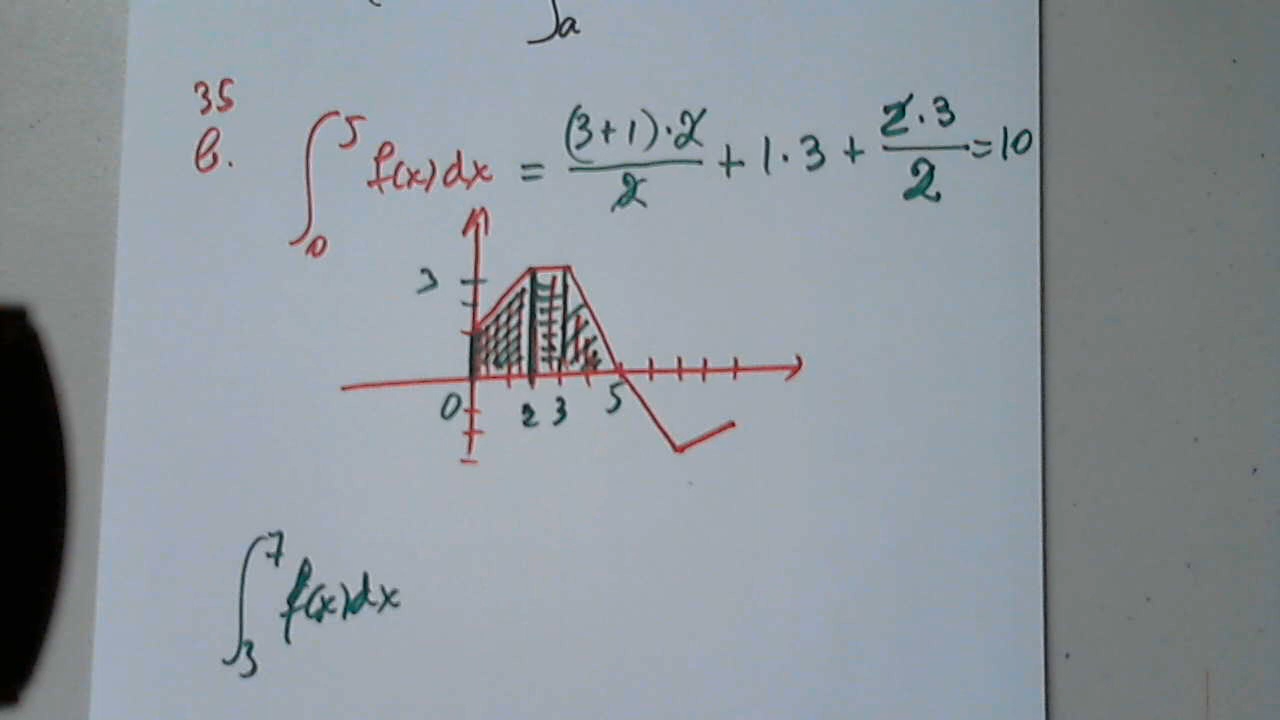 ∫a
35
b. ∫₀⁵ f(x)dx = (3+1)·2/2 + 1·3 + 2·3/2 = 10
3
0 2 3 5
∫₃⁷ f(x)dx